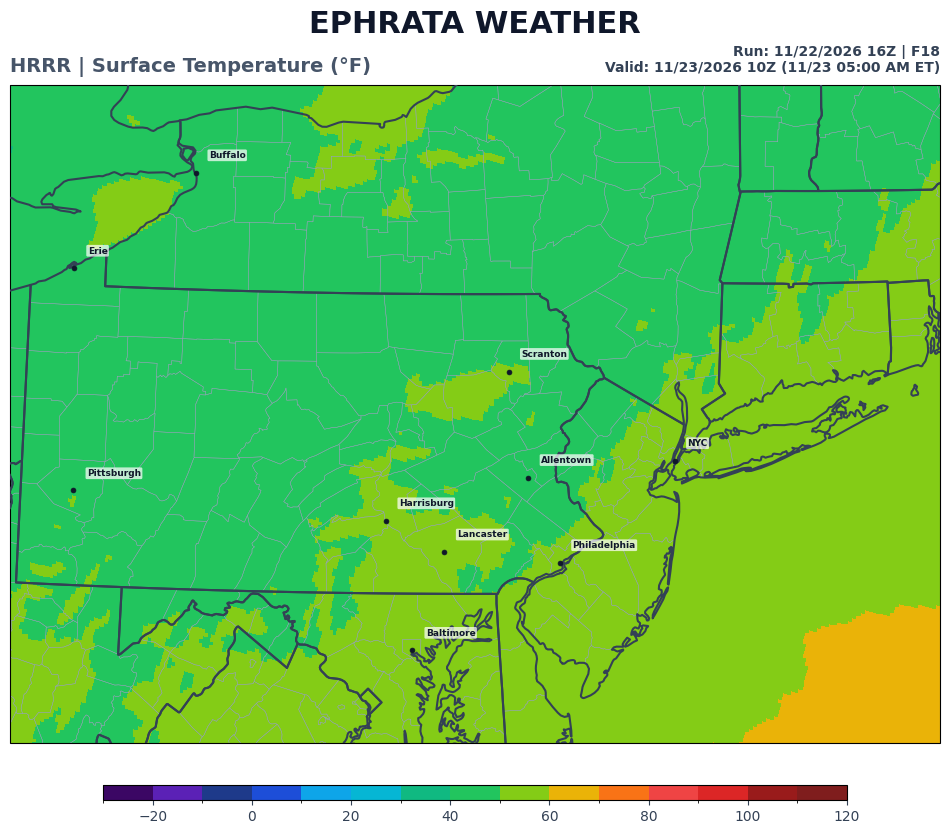 EPHRATA WEATHER
HRRR | Surface Temperature (°F)
Run: 11/22/2026 16Z | F18
Valid: 11/23/2026 10Z (11/23 05:00 AM ET)
Buffalo
Erie
Scranton
NYC
Allentown
Pittsburgh
Harrisburg
Lancaster
Philadelphia
Baltimore
−20 0 20 40 60 80 100 120